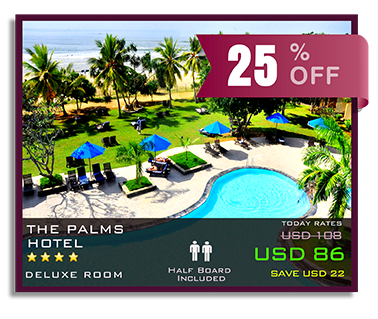 25 % OFF
THE PALMS
HOTEL
DELUXE ROOM
Half Board
Included
TODAY RATES
USD 108
USD 86
SAVE USD 22